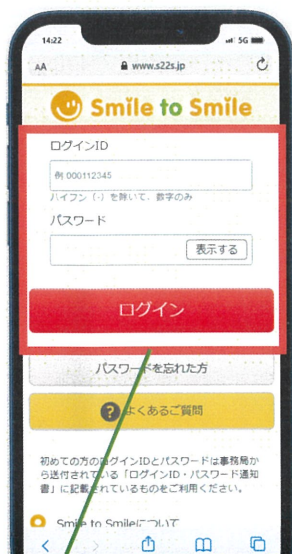 14:22
5G
AA
www.s22s.jp
Smile to Smile
ログインID
例 000112345
ハイフン（-）を除いて、数字のみ
パスワード
表示する
ログイン
パスワードを忘れた方
? よくあるご質問
初めての方のログインIDとパスワードは事務局か
ら送付されている「ログインID・パスワード通知
書」に記載されているものをご利用ください。
Smile to Smileについて